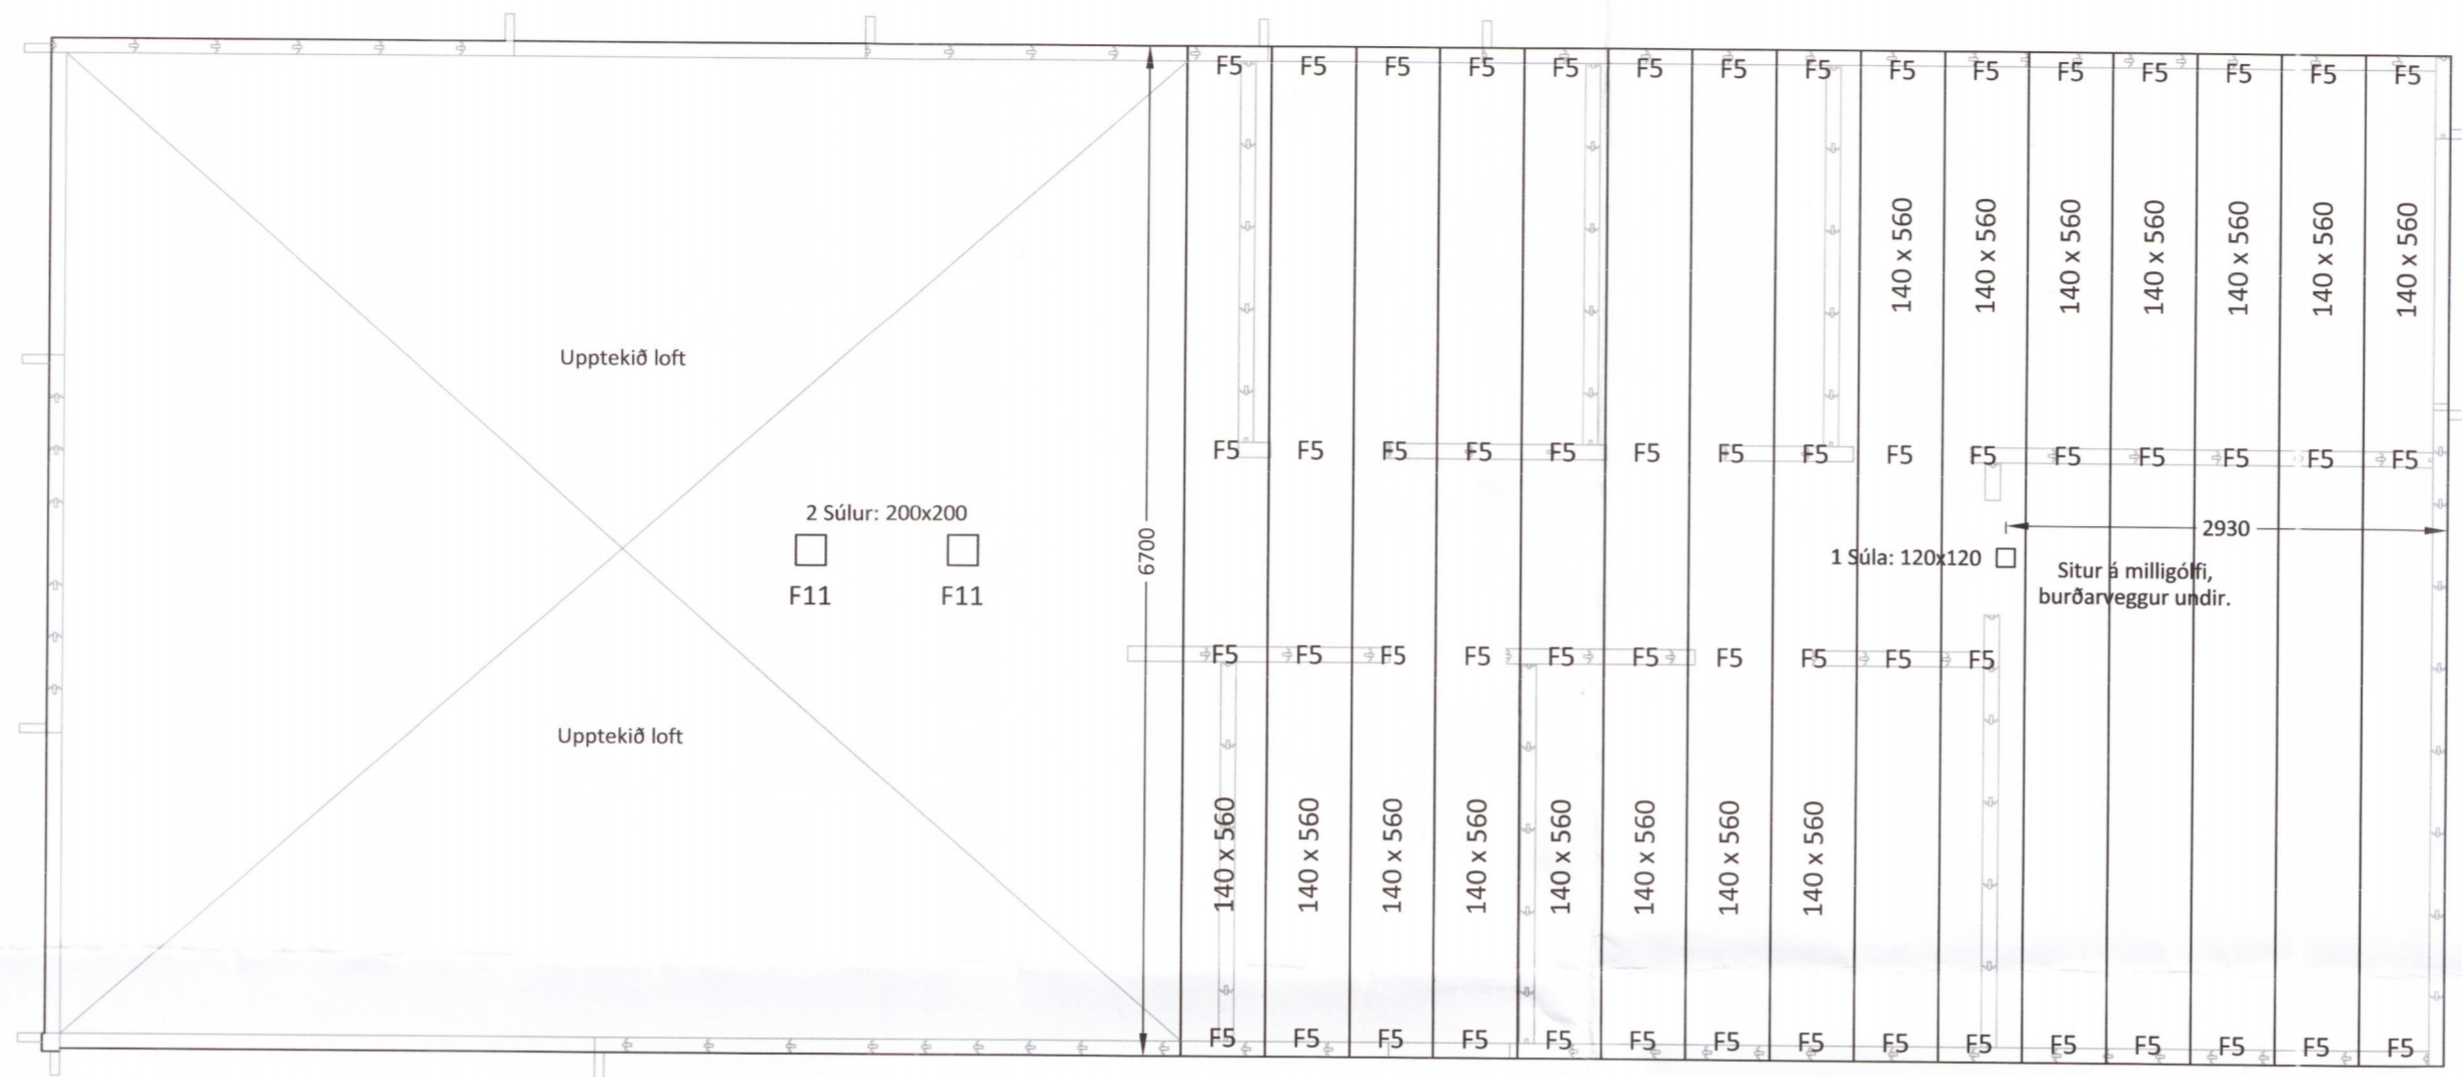 F5 F5 F5 F5 F5 F5 F5 F5 F5 F5 F5 F5 F5 F5 F5
140 x 560
140 x 560
140 x 560
140 x 560
140 x 560
140 x 560
140 x 560
Upptekið loft
F5 F5 F5 F5 F5 F5 F5 F5 F5 F5 F5 F5 F5 F5 F5
2 Súlur: 200x200
F11 F11
6700
2930
1 Súla: 120x120
Situr á milligólfi,
burðarveggur undir.
F5 F5 F5 F5 F5 F5 F5 F5 F5 F5
Upptekið loft
140 x 560
140 x 560
140 x 560
140 x 560
140 x 560
140 x 560
140 x 560
140 x 560
F5 F5 F5 F5 F5 F5 F5 F5 F5 F5 F5 F5 F5 F5 F5